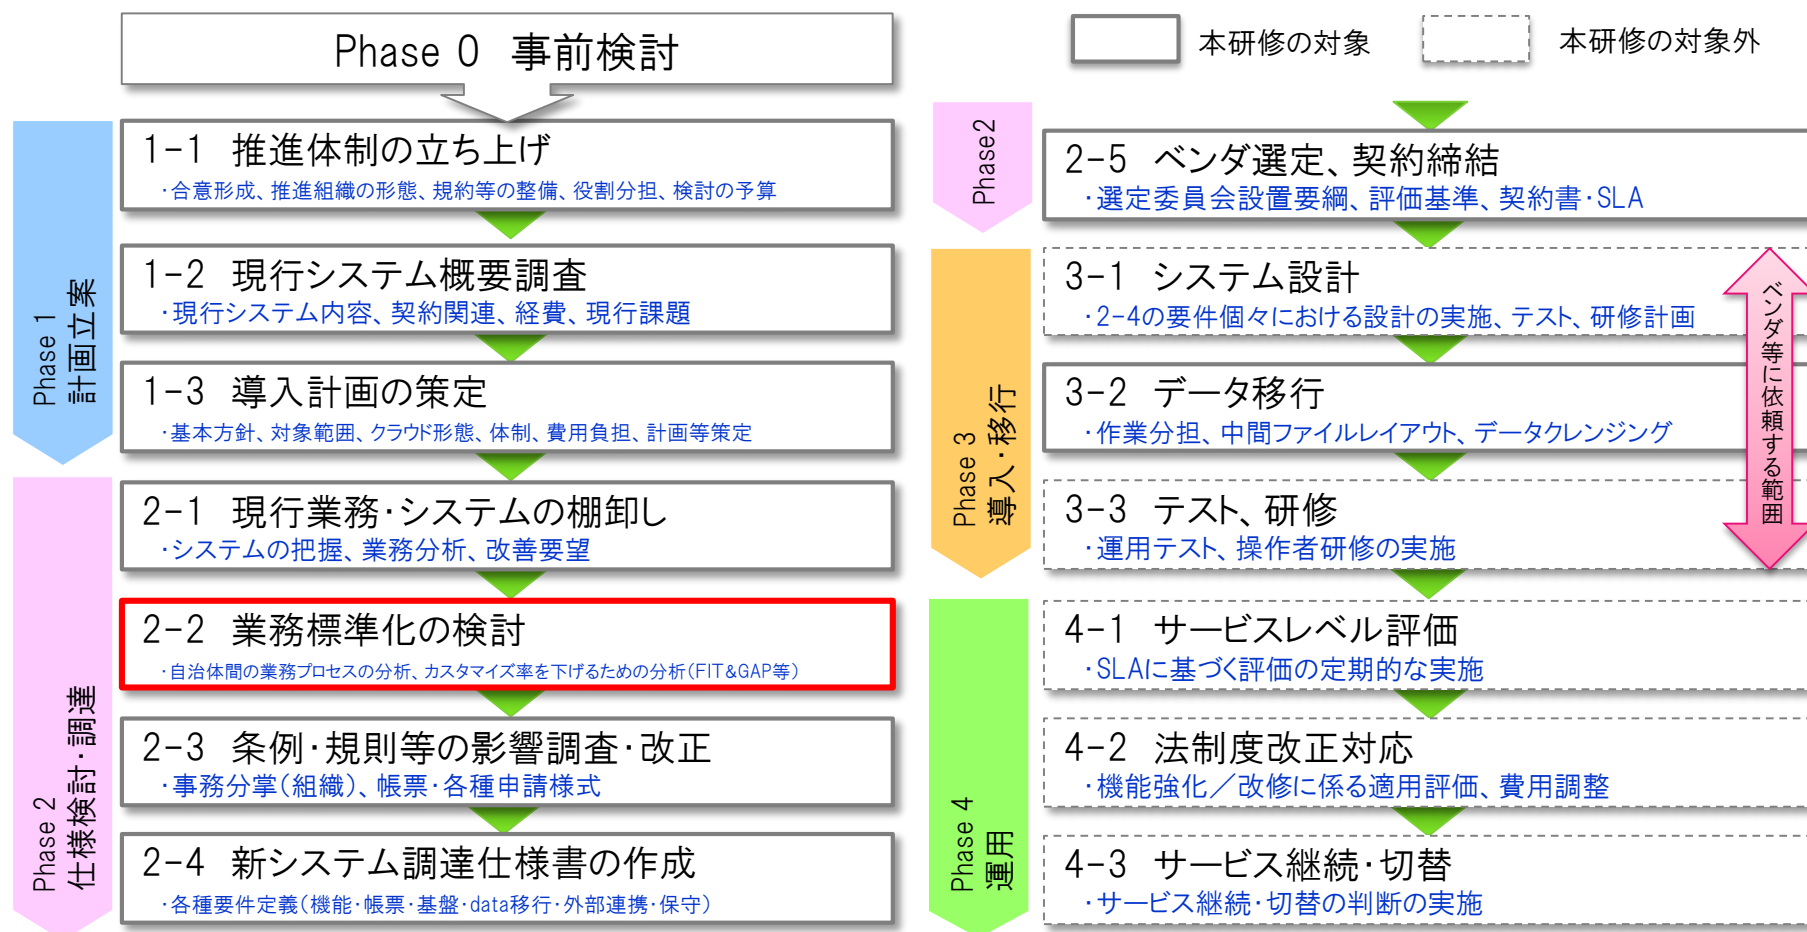 Phase 0 事前検討
本研修の対象
本研修の対象外
Phase 1
計画立案
1-1 推進体制の立ち上げ
・合意形成、推進組織の形態、規約等の整備、役割分担、検討の予算
1-2 現行システム概要調査
・現行システム内容、契約関連、経費、現行課題
1-3 導入計画の策定
・基本方針、対象範囲、クラウド形態、体制、費用負担、計画等策定
Phase 2
仕様検討・調達
2-1 現行業務・システムの棚卸し
・システムの把握、業務分析、改善要望
2-2 業務標準化の検討
・自治体間の業務プロセスの分析、カスタマイズ率を下げるための分析(FIT&GAP等)
2-3 条例・規則等の影響調査・改正
・事務分掌(組織)、帳票・各種申請様式
2-4 新システム調達仕様書の作成
・各種要件定義(機能・帳票・基盤・data移行・外部連携・保守)
Phase2
2-5 ベンダ選定、契約締結
・選定委員会設置要綱、評価基準、契約書・SLA
Phase 3
導入・移行
3-1 システム設計
・2-4の要件個々における設計の実施、テスト、研修計画
3-2 データ移行
・作業分担、中間ファイルレイアウト、データクレンジング
3-3 テスト、研修
・運用テスト、操作者研修の実施
ベンダ等に依頼する範囲
Phase 4
運用
4-1 サービスレベル評価
・SLAに基づく評価の定期的な実施
4-2 法制度改正対応
・機能強化／改修に係る適用評価、費用調整
4-3 サービス継続・切替
・サービス継続・切替の判断の実施